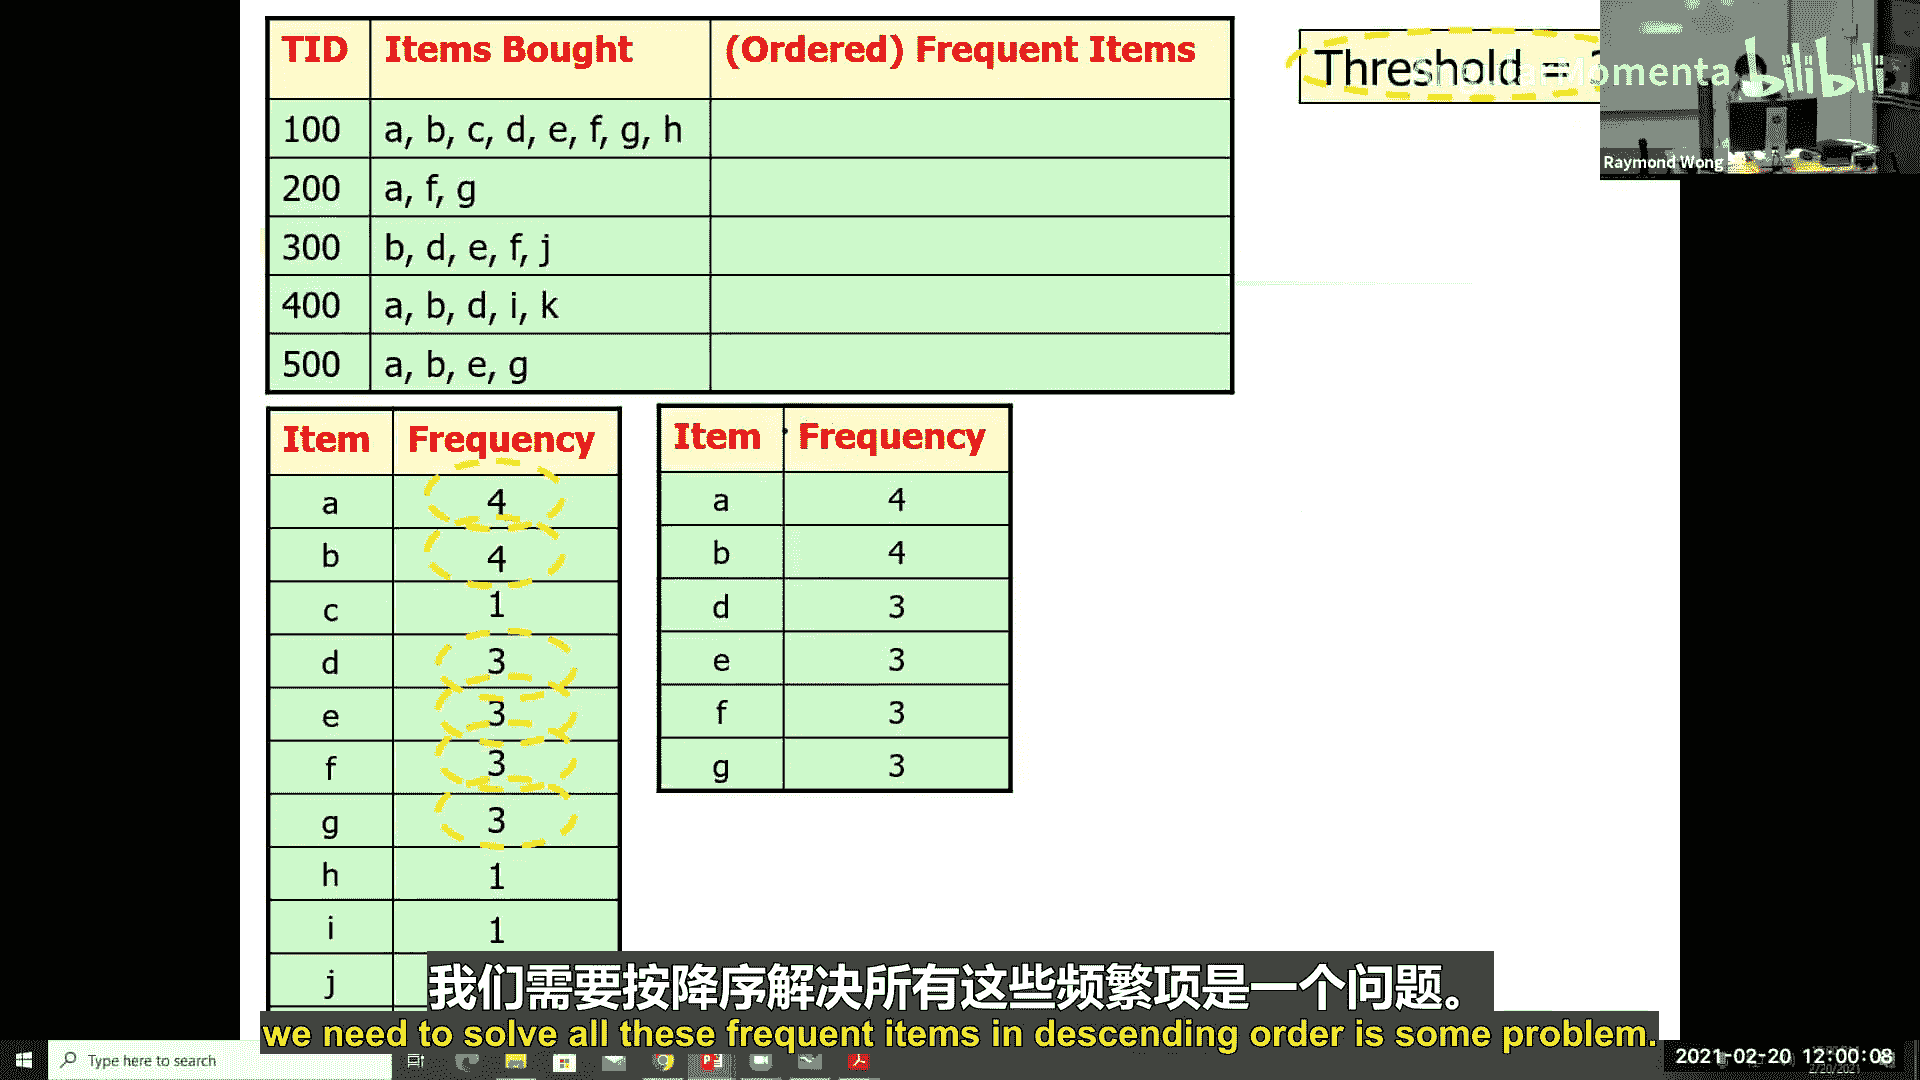 TID Items Bought (Ordered) Frequent Items
100 a, b, c, d, e, f, g, h
200 a, f, g
300 b, d, e, f, j
400 a, b, d, i, k
500 a, b, e, g
Threshold =
Momenta bilibili
Raymond Wong
Item Frequency
a 4
b 4
c 1
d 3
e 3
f 3
g 3
h 1
i 1
j
Item Frequency
a 4
b 4
d 3
e 3
f 3
g 3
我们需要按降序解决所有这些频繁项是一个问题。
we need to solve all these frequent items in descending order is some problem.
Type here to search
2021-02-20 12:00:08